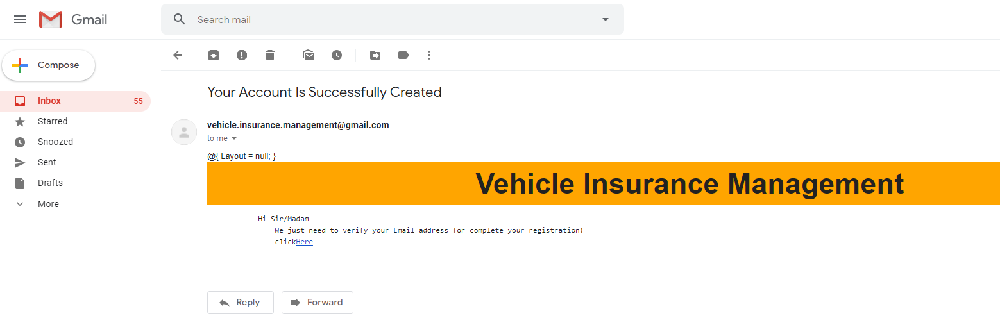 Gmail
Search mail
Compose
Inbox 55
Starred
Snoozed
Sent
Drafts
More
Your Account Is Successfully Created
vehicle.insurance.management@gmail.com
to me
@{ Layout = null; }
Vehicle Insurance Management
Hi Sir/Madam
We just need to verify your Email address for complete your registration!
clickHere
Reply Forward